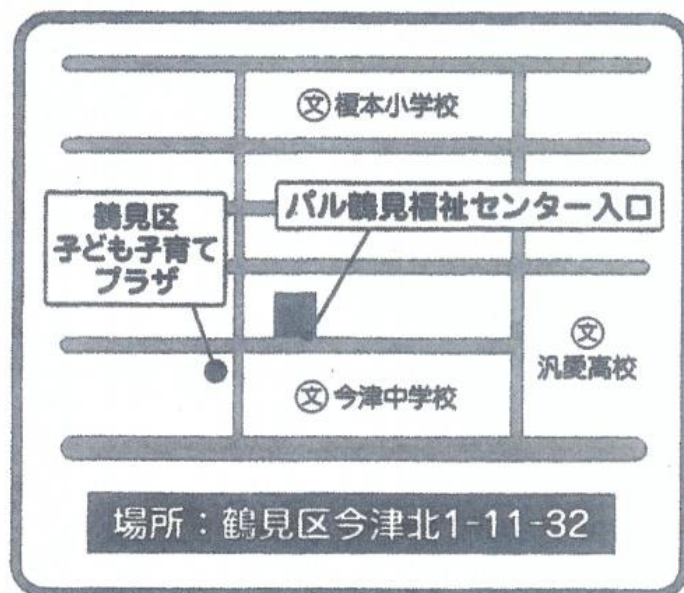 文 榎本小学校
鶴見区
子ども子育て
プラザ
パル鶴見福祉センター入口
文
汎愛高校
文 今津中学校
場所：鶴見区今津北1-11-32